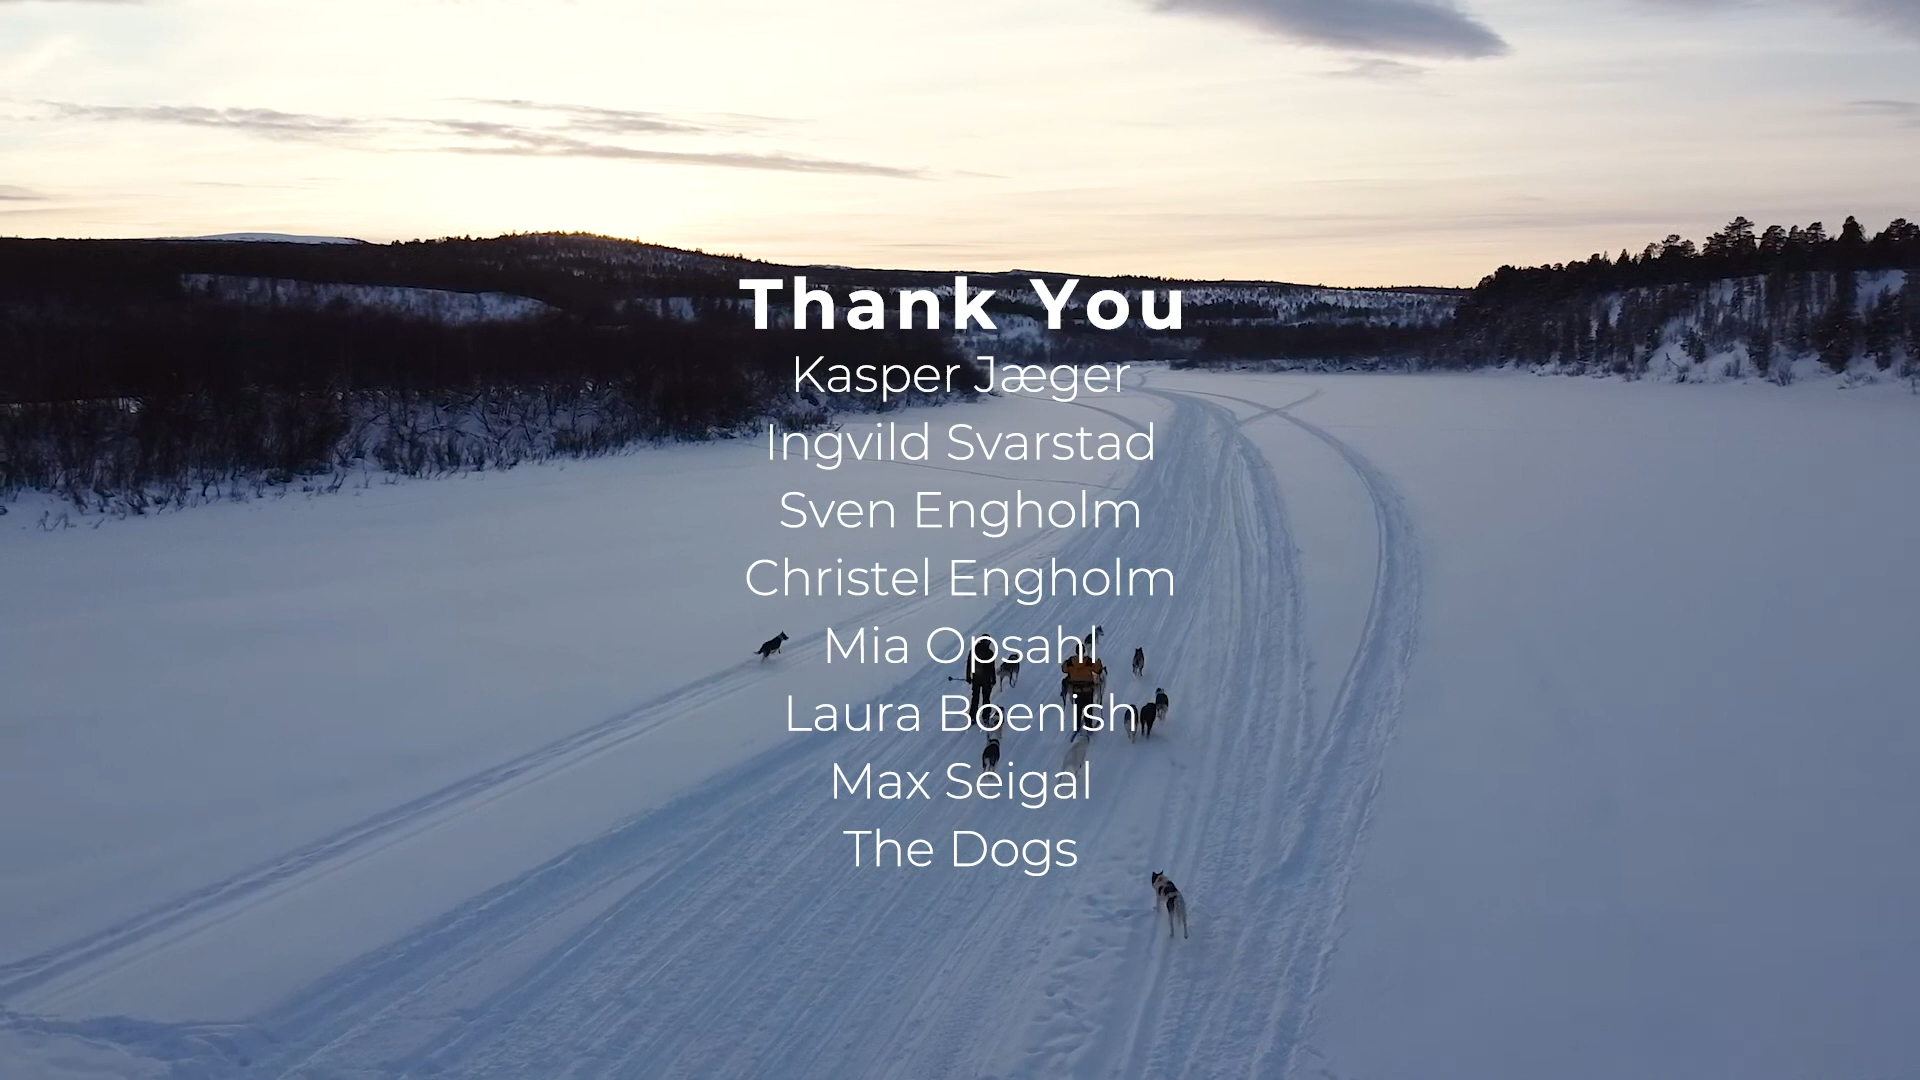 Thank You
Kasper Jæger
Ingvild Svarstad
Sven Engholm
Christel Engholm
Mia Opsahl
Laura Boenish
Max Seigal
The Dogs